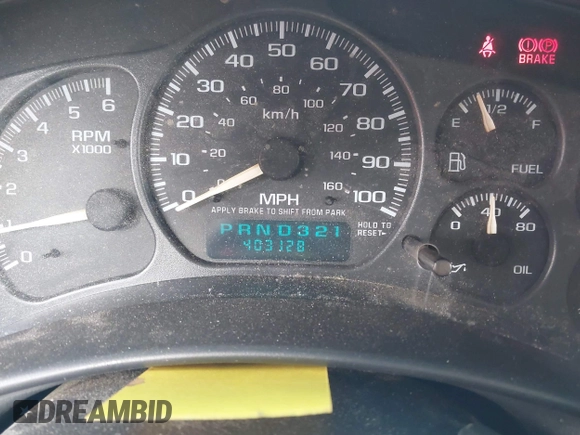 1
2
3
4
5
6
RPM
X1000
0
0
10
20
30
40
50
60
70
80
90
100
0
20
40
60
80
100
120
140
160
km/h
MPH
APPLY BRAKE TO SHIFT FROM PARK
HOLD TO
RESET
PRND321
403128
BRAKE
E 1/2 F
FUEL
0 40 80
OIL
DREAMBID